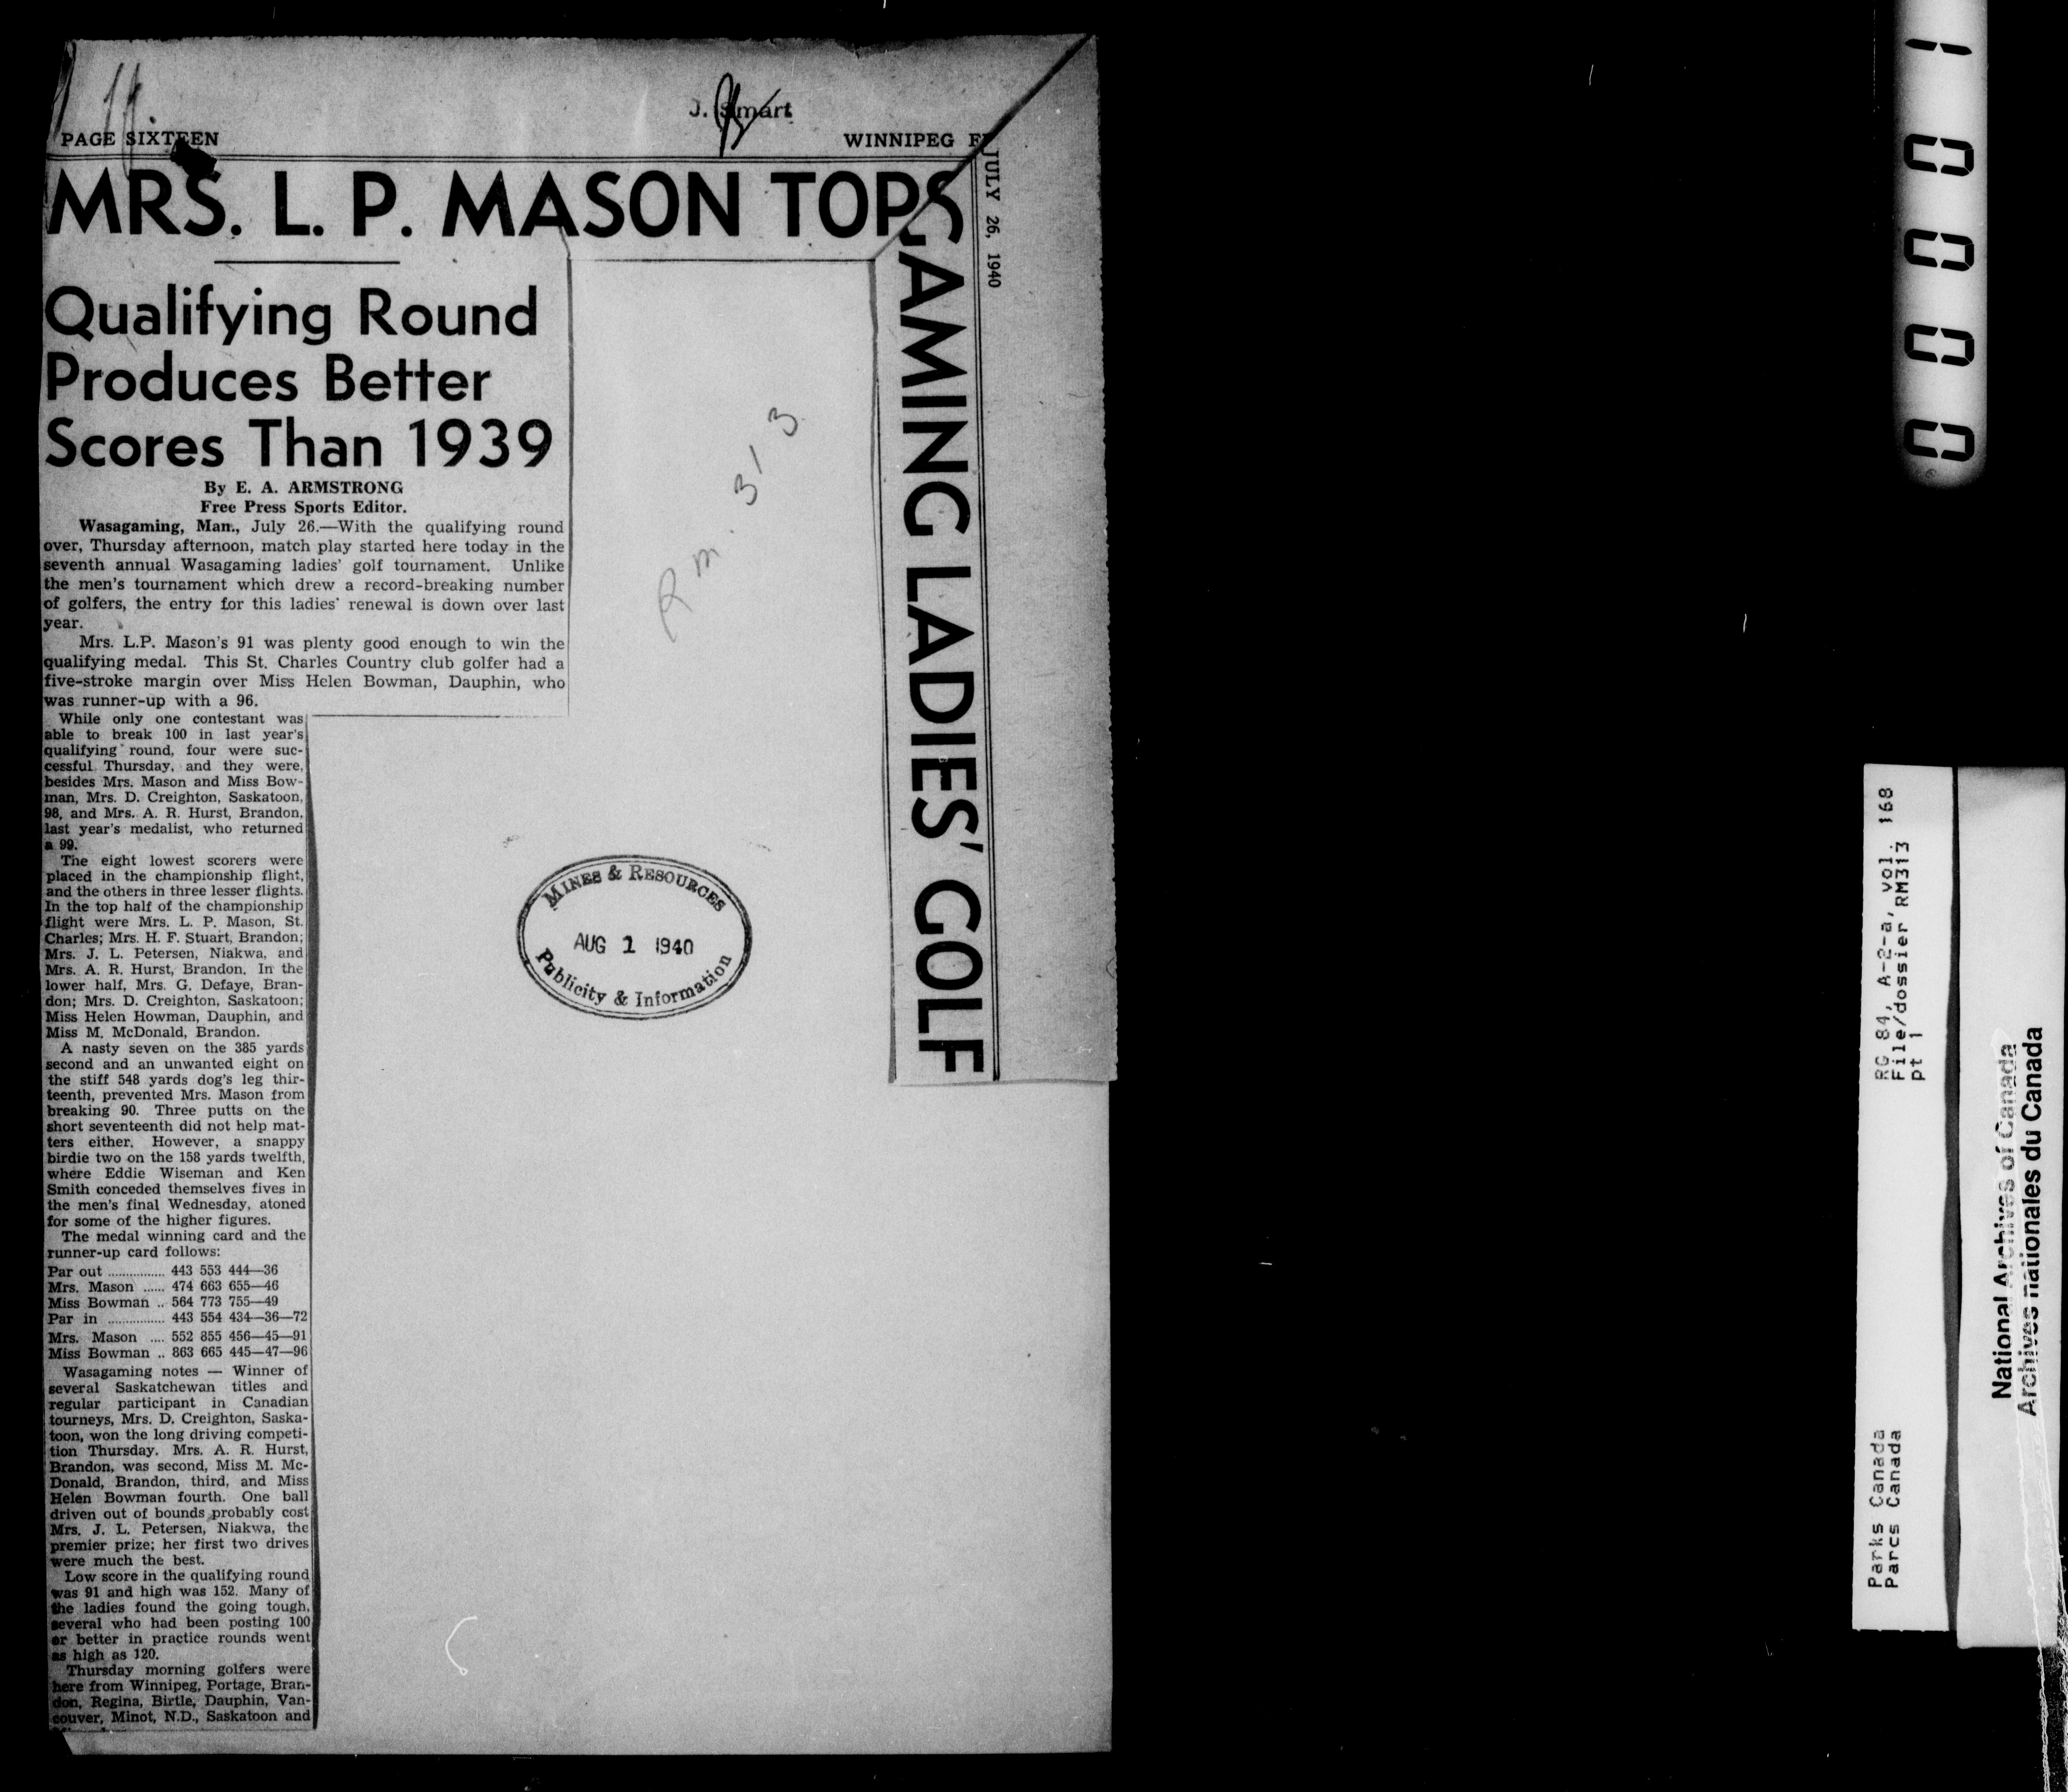 J. Smart
PAGE SIXTEEN
WINNIPEG
JULY 26, 1940
MRS. L. P. MASON TOPS
GAMING LADIES' GOLF
Qualifying Round
Produces Better
Scores Than 1939
By E. A. ARMSTRONG
Free Press Sports Editor.
Wasagaming, Man., July 26.—With the qualifying round
over, Thursday afternoon, match play started here today in the
seventh annual Wasagaming ladies' golf tournament. Unlike
the men's tournament which drew a record-breaking number
of golfers, the entry for this ladies' renewal is down over last
year.
Mrs. L.P. Mason's 91 was plenty good enough to win the
qualifying medal. This St. Charles Country club golfer had a
five-stroke margin over Miss Helen Bowman, Dauphin, who
was runner-up with a 96.
While only one contestant was
able to break 100 in last year's
qualifying round, four were suc-
cessful Thursday, and they were,
besides Mrs. Mason and Miss Bow-
man, Mrs. D. Creighton, Saskatoon,
98, and Mrs. A. R. Hurst, Brandon,
last year's medalist, who returned
a 99.
The eight lowest scorers were
placed in the championship flight,
and the others in three lesser flights.
In the top half of the championship
flight were Mrs. L. P. Mason, St.
Charles; Mrs. H. F. Stuart, Brandon;
Mrs. J. L. Petersen, Niakwa, and
Mrs. A. R. Hurst, Brandon. In the
lower half, Mrs. G. Defaye, Bran-
don; Mrs. D. Creighton, Saskatoon;
Miss Helen Howman, Dauphin, and
Miss M. McDonald, Brandon.
A nasty seven on the 385 yards
second and an unwanted eight on
the stiff 548 yards dog's leg thir-
teenth, prevented Mrs. Mason from
breaking 90. Three putts on the
short seventeenth did not help mat-
ters either. However, a snappy
birdie two on the 158 yards twelfth,
where Eddie Wiseman and Ken
Smith conceded themselves fives in
the men's final Wednesday, atoned
for some of the higher figures.
The medal winning card and the
runner-up card follows:
Par out ................ 443 553 444—36
Mrs. Mason ...... 474 663 655—46
Miss Bowman .. 564 773 755—49
Par in ................ 443 554 434—36—72
Mrs. Mason .... 552 855 456—45—91
Miss Bowman .. 863 665 445—47—96
Wasagaming notes — Winner of
several Saskatchewan titles and
regular participant in Canadian
tourneys, Mrs. D. Creighton, Saska-
toon, won the long driving competi-
tion Thursday. Mrs. A. R. Hurst,
Brandon, was second, Miss M. Mc-
Donald, Brandon, third, and Miss
Helen Bowman fourth. One ball
driven out of bounds probably cost
Mrs. J. L. Petersen, Niakwa, the
premier prize; her first two drives
were much the best.
Low score in the qualifying round
was 91 and high was 152. Many of
the ladies found the going tough,
several who had been posting 100
or better in practice rounds went
as high as 120.
Thursday morning golfers were
here from Winnipeg, Portage, Bran-
don, Regina, Birtle, Dauphin, Van-
couver, Minot, N.D., Saskatoon and
Rm. 313
MINES & RESOURCES
AUG 1 1940
Publicity & Information
00001
RG 84, A-2-a, vol. 168
File/dossier RM313
pt 1
Parks Canada
Parcs Canada
National Archives of Canada
Archives nationales du Canada